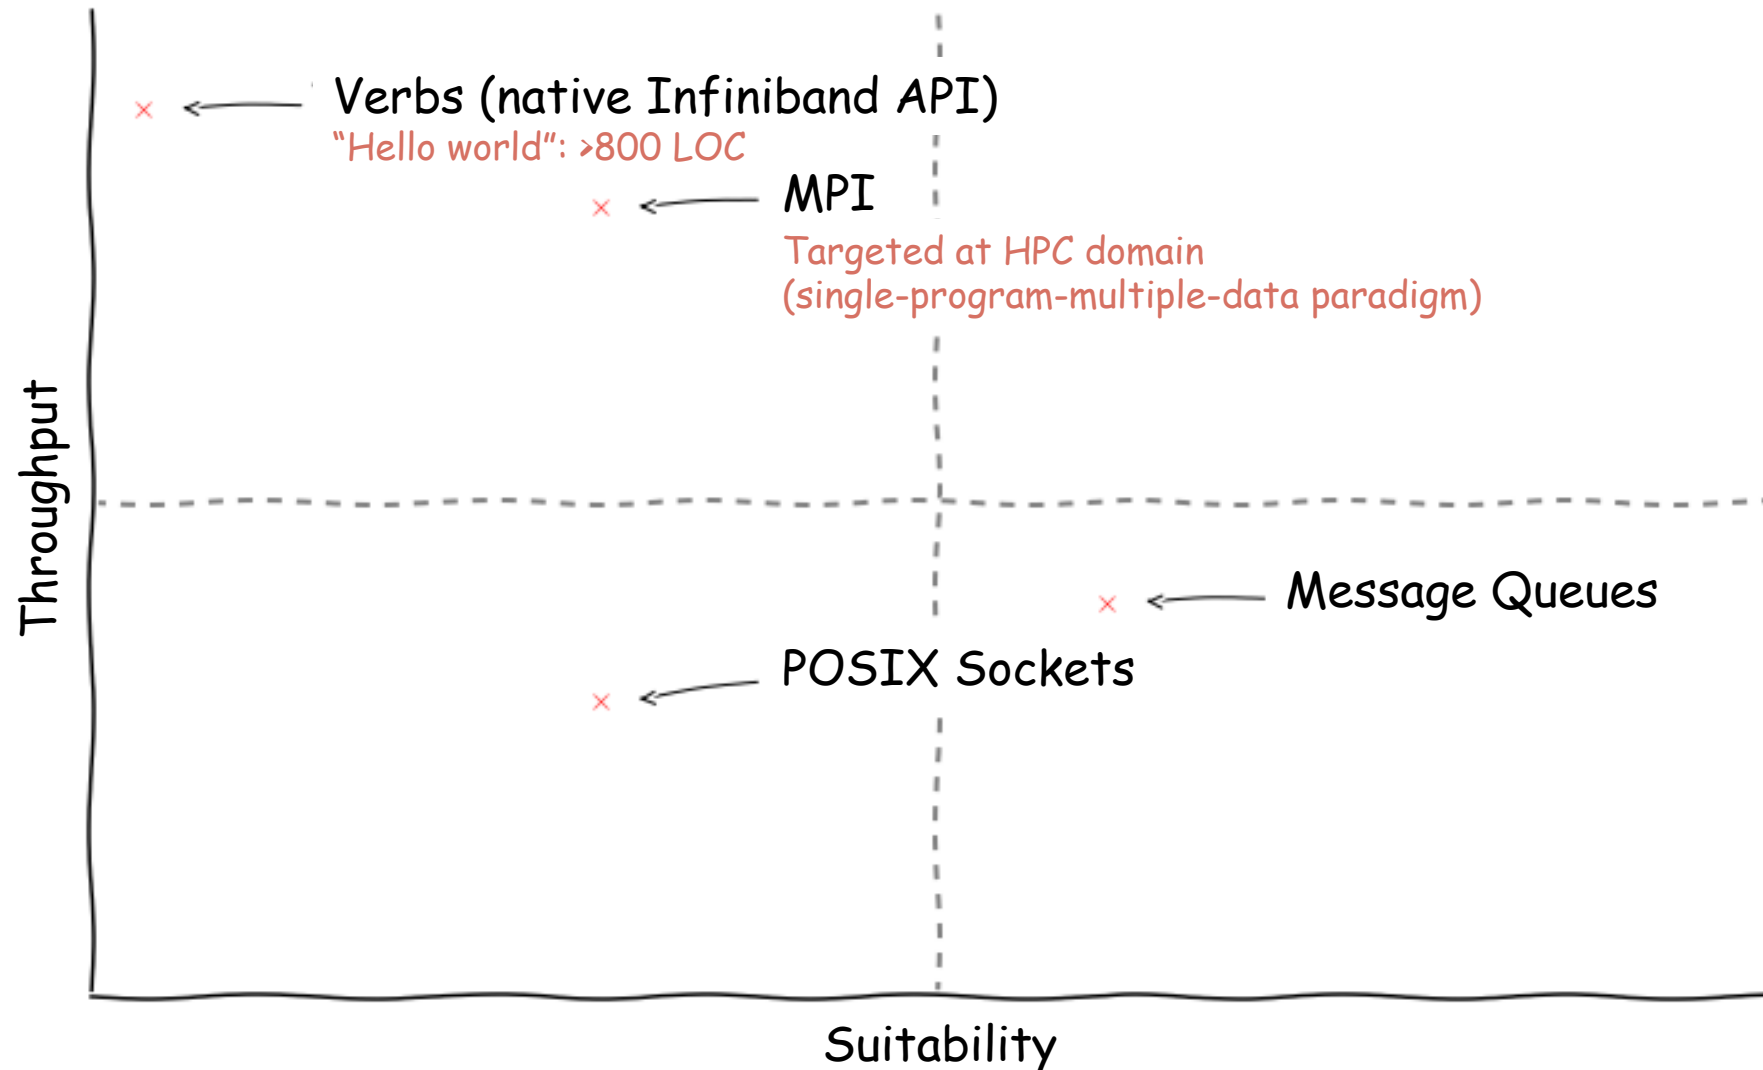 Verbs (native Infiniband API)
“Hello world”: >800 LOC
MPI
Targeted at HPC domain
(single-program-multiple-data paradigm)
Throughput
Message Queues
POSIX Sockets
Suitability